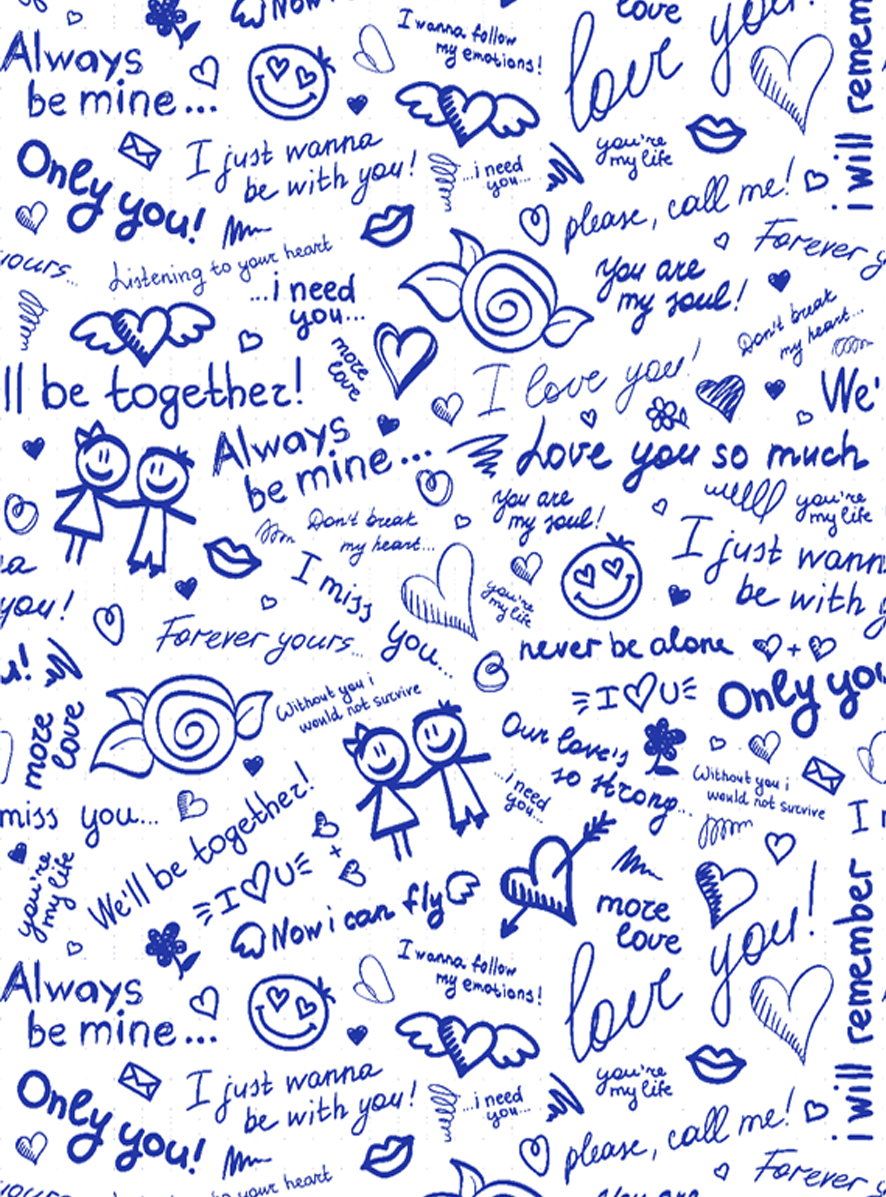 Now i
I wanna follow
my emotions!
love
love you!
i will remem
Always
be mine...
Only you!
I just wanna
be with you!
...i need
you...
you're
my life
please, call me!
yours...
Listening to your heart
...i need
you...
You are
my soul!
Forever y
Don't break
my heart...
more
love
ll be together!
I love you!
We'
Always
be mine...
Love you so much
You are
my soul!
you're
my life
Don't break
my heart...
I just wann
be with y
a
you!
I miss
you...
you're
my life
Forever yours...
never be alone
+
u!
I U
Only you
more
love
Without you i
would not survive
Our love's
so strong...
...i need
you...
Without you i
would not survive
miss you...
I m
We'll be together!
+
you're
my life
I U
Now i can fly
more
love
love you!
i will remember
I wanna follow
my emotions!
Always
be mine...
Only you!
I just wanna
be with you!
...i need
you...
you're
my life
please, call me!
yours
to your heart
You are
Forever y